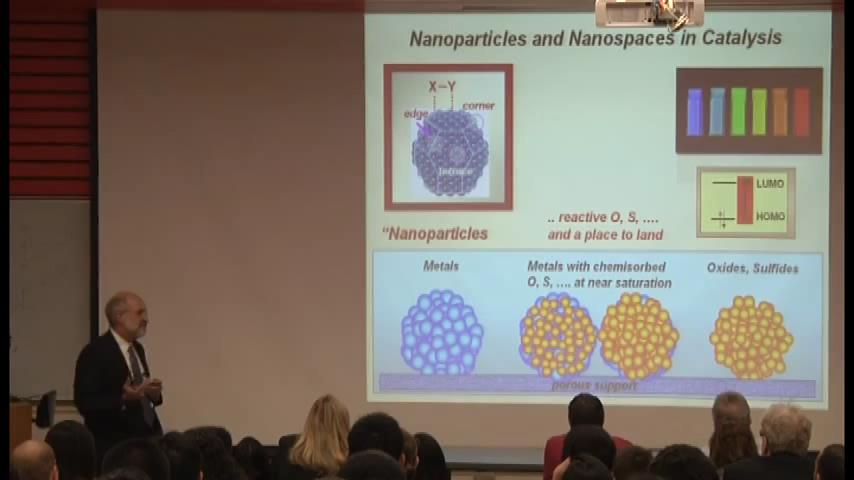 Nanoparticles and Nanospaces in Catalysis
X–Y
edge
corner
terrace
LUMO
HOMO
"Nanoparticles
.. reactive O, S, ....
and a place to land
Metals
Metals with chemisorbed
O, S, .... at near saturation
Oxides, Sulfides
porous support